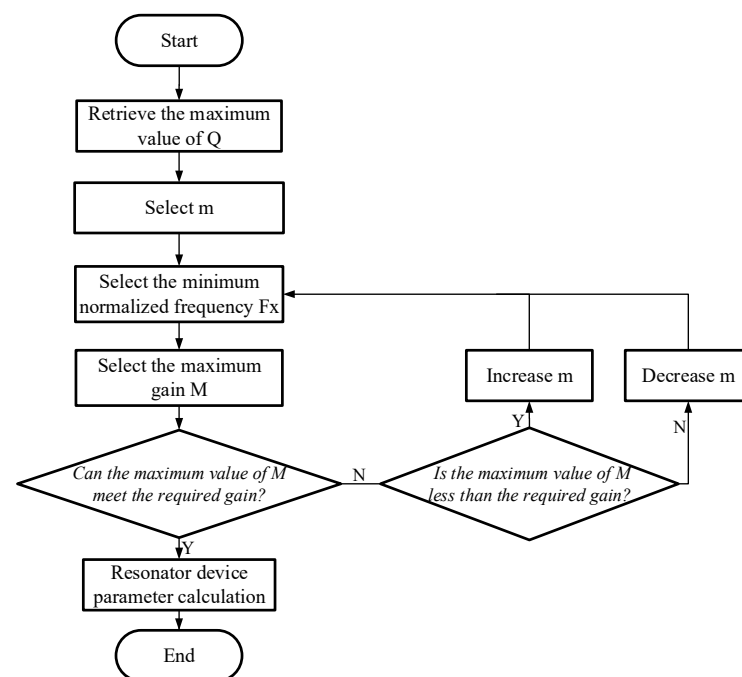 Start
Retrieve the maximum
value of Q
Select m
Select the minimum
normalized frequency Fx
Select the maximum
gain M
Increase m
Decrease m
Can the maximum value of M
meet the required gain?
N
Is the maximum value of M
less than the required gain?
Y
N
Y
Resonator device
parameter calculation
End